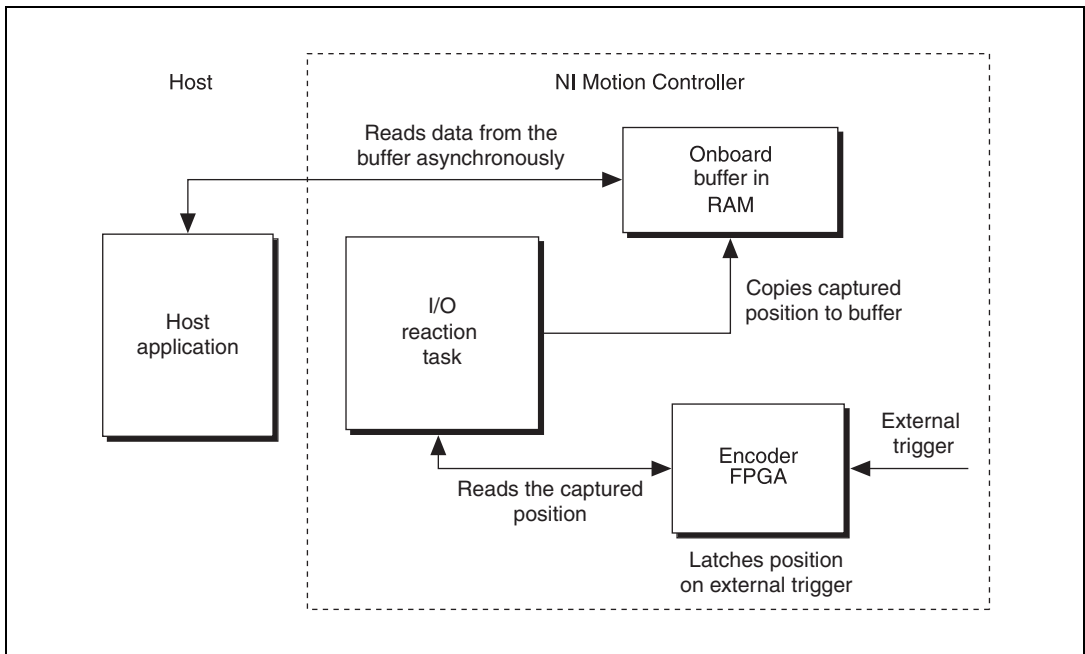 Host
NI Motion Controller
Reads data from the
buffer asynchronously
Onboard
buffer in
RAM
Host
application
I/O
reaction
task
Copies captured
position to buffer
External
trigger
Encoder
FPGA
Reads the captured
position
Latches position
on external trigger